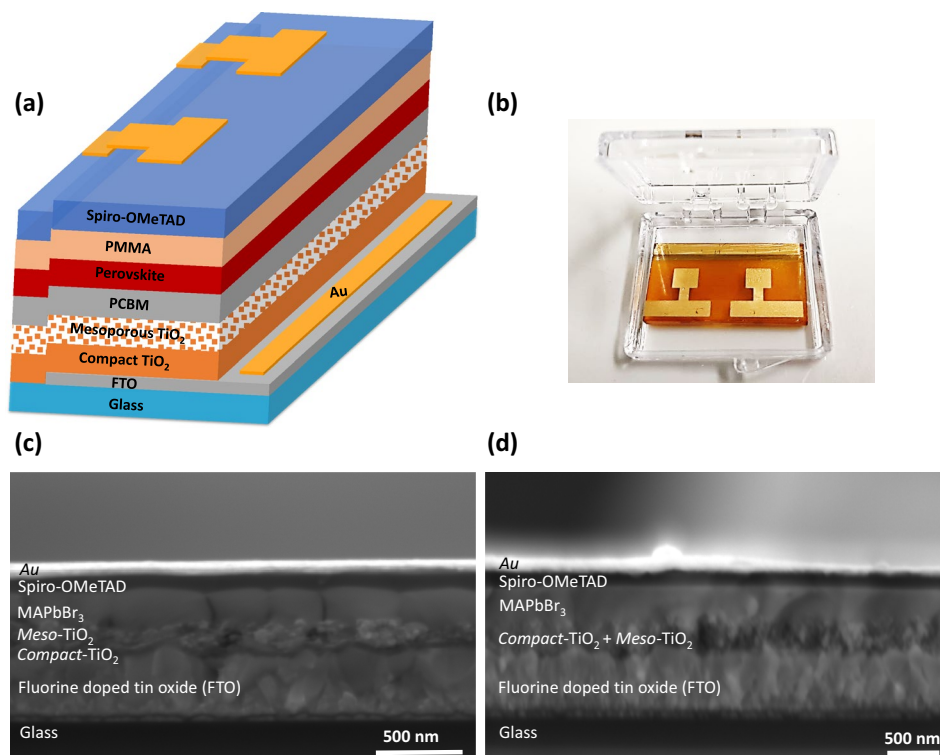 (a)
Spiro-OMeTAD
PMMA
Perovskite
PCBM
Mesoporous TiO₂
Compact TiO₂
FTO
Glass
Au
(b)
(c)
Au
Spiro-OMeTAD
MAPbBr₃
Meso-TiO₂
Compact-TiO₂
Fluorine doped tin oxide (FTO)
Glass
500 nm
(d)
Au
Spiro-OMeTAD
MAPbBr₃
Compact-TiO₂ + Meso-TiO₂
Fluorine doped tin oxide (FTO)
Glass
500 nm